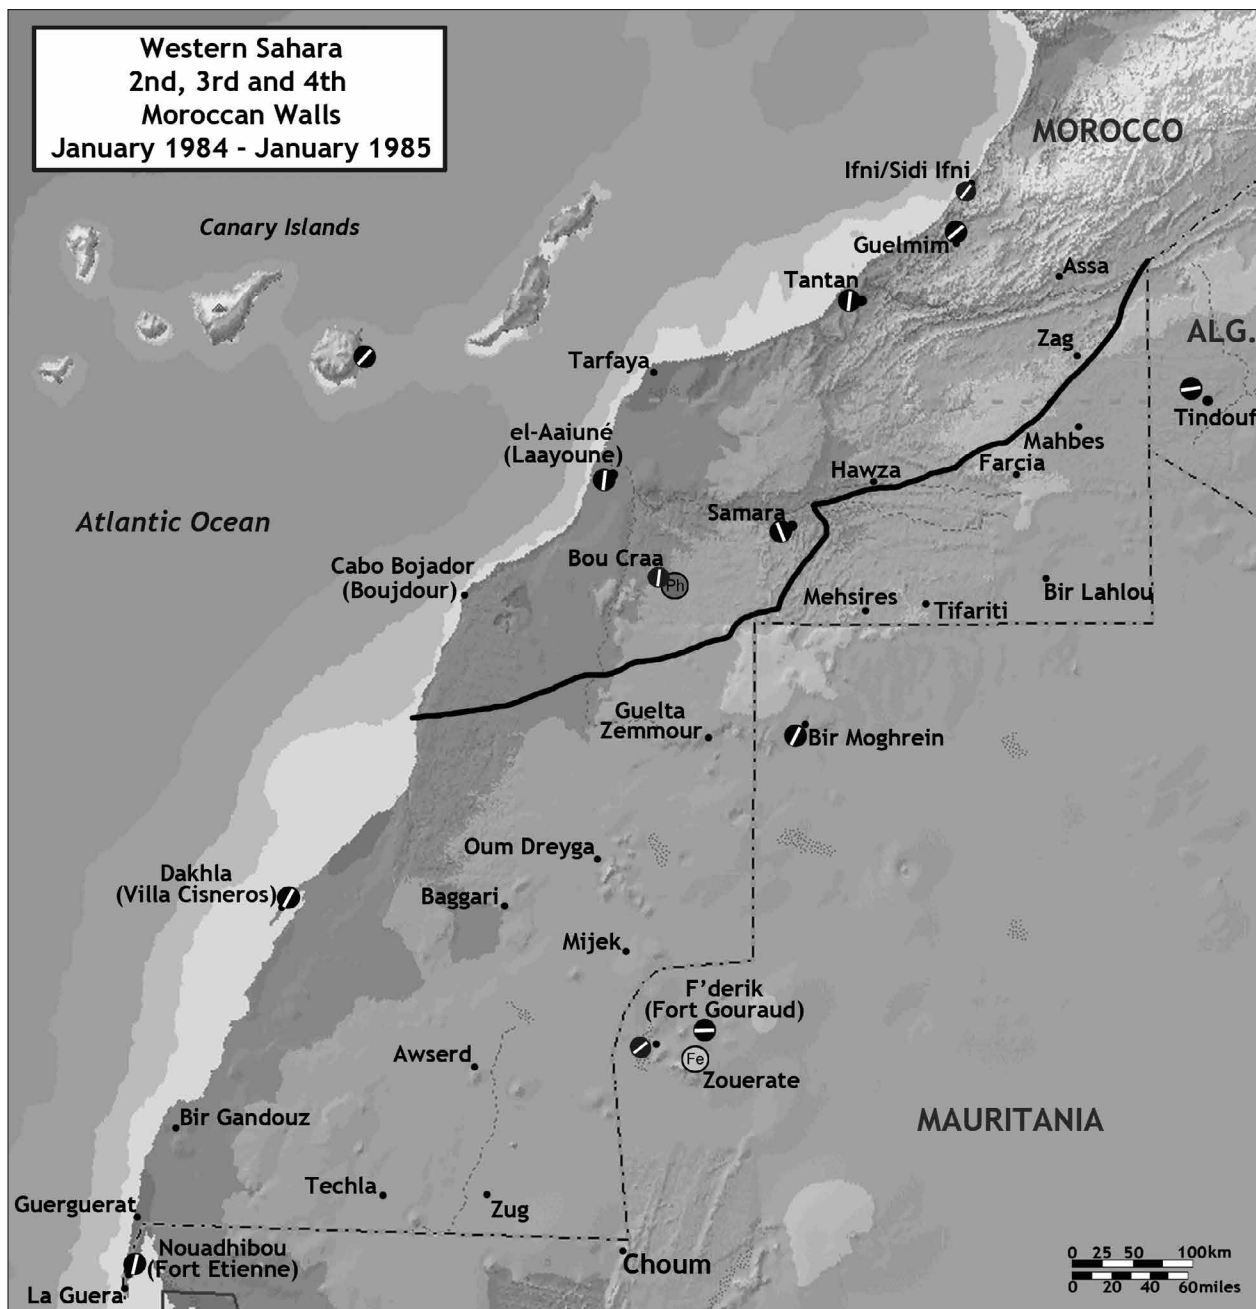 Western Sahara
2nd, 3rd and 4th
Moroccan Walls
January 1984 - January 1985
MOROCCO
Ifni/Sidi Ifni
Canary Islands
Guelmim
Assa
Tantan
ALG.
Zag
Tarfaya
Tindouf
el-Aaiuné
(Laayoune)
Mahbes
Farcia
Hawza
Samara
Atlantic Ocean
Bou Craa
Ph
Cabo Bojador
(Boujdour)
Mehsires
Tifariti
Bir Lahlou
Guelta
Zemmour
Bir Moghrein
Oum Dreyga
Dakhla
(Villa Cisneros)
Baggari
Mijek
F'derik
(Fort Gouraud)
Fe
Zouerate
Awserd
Bir Gandouz
MAURITANIA
Techla
Zug
Guerguerat
Nouadhibou
(Fort Etienne)
Choum
La Guera
0 25 50 100km
0 20 40 60miles